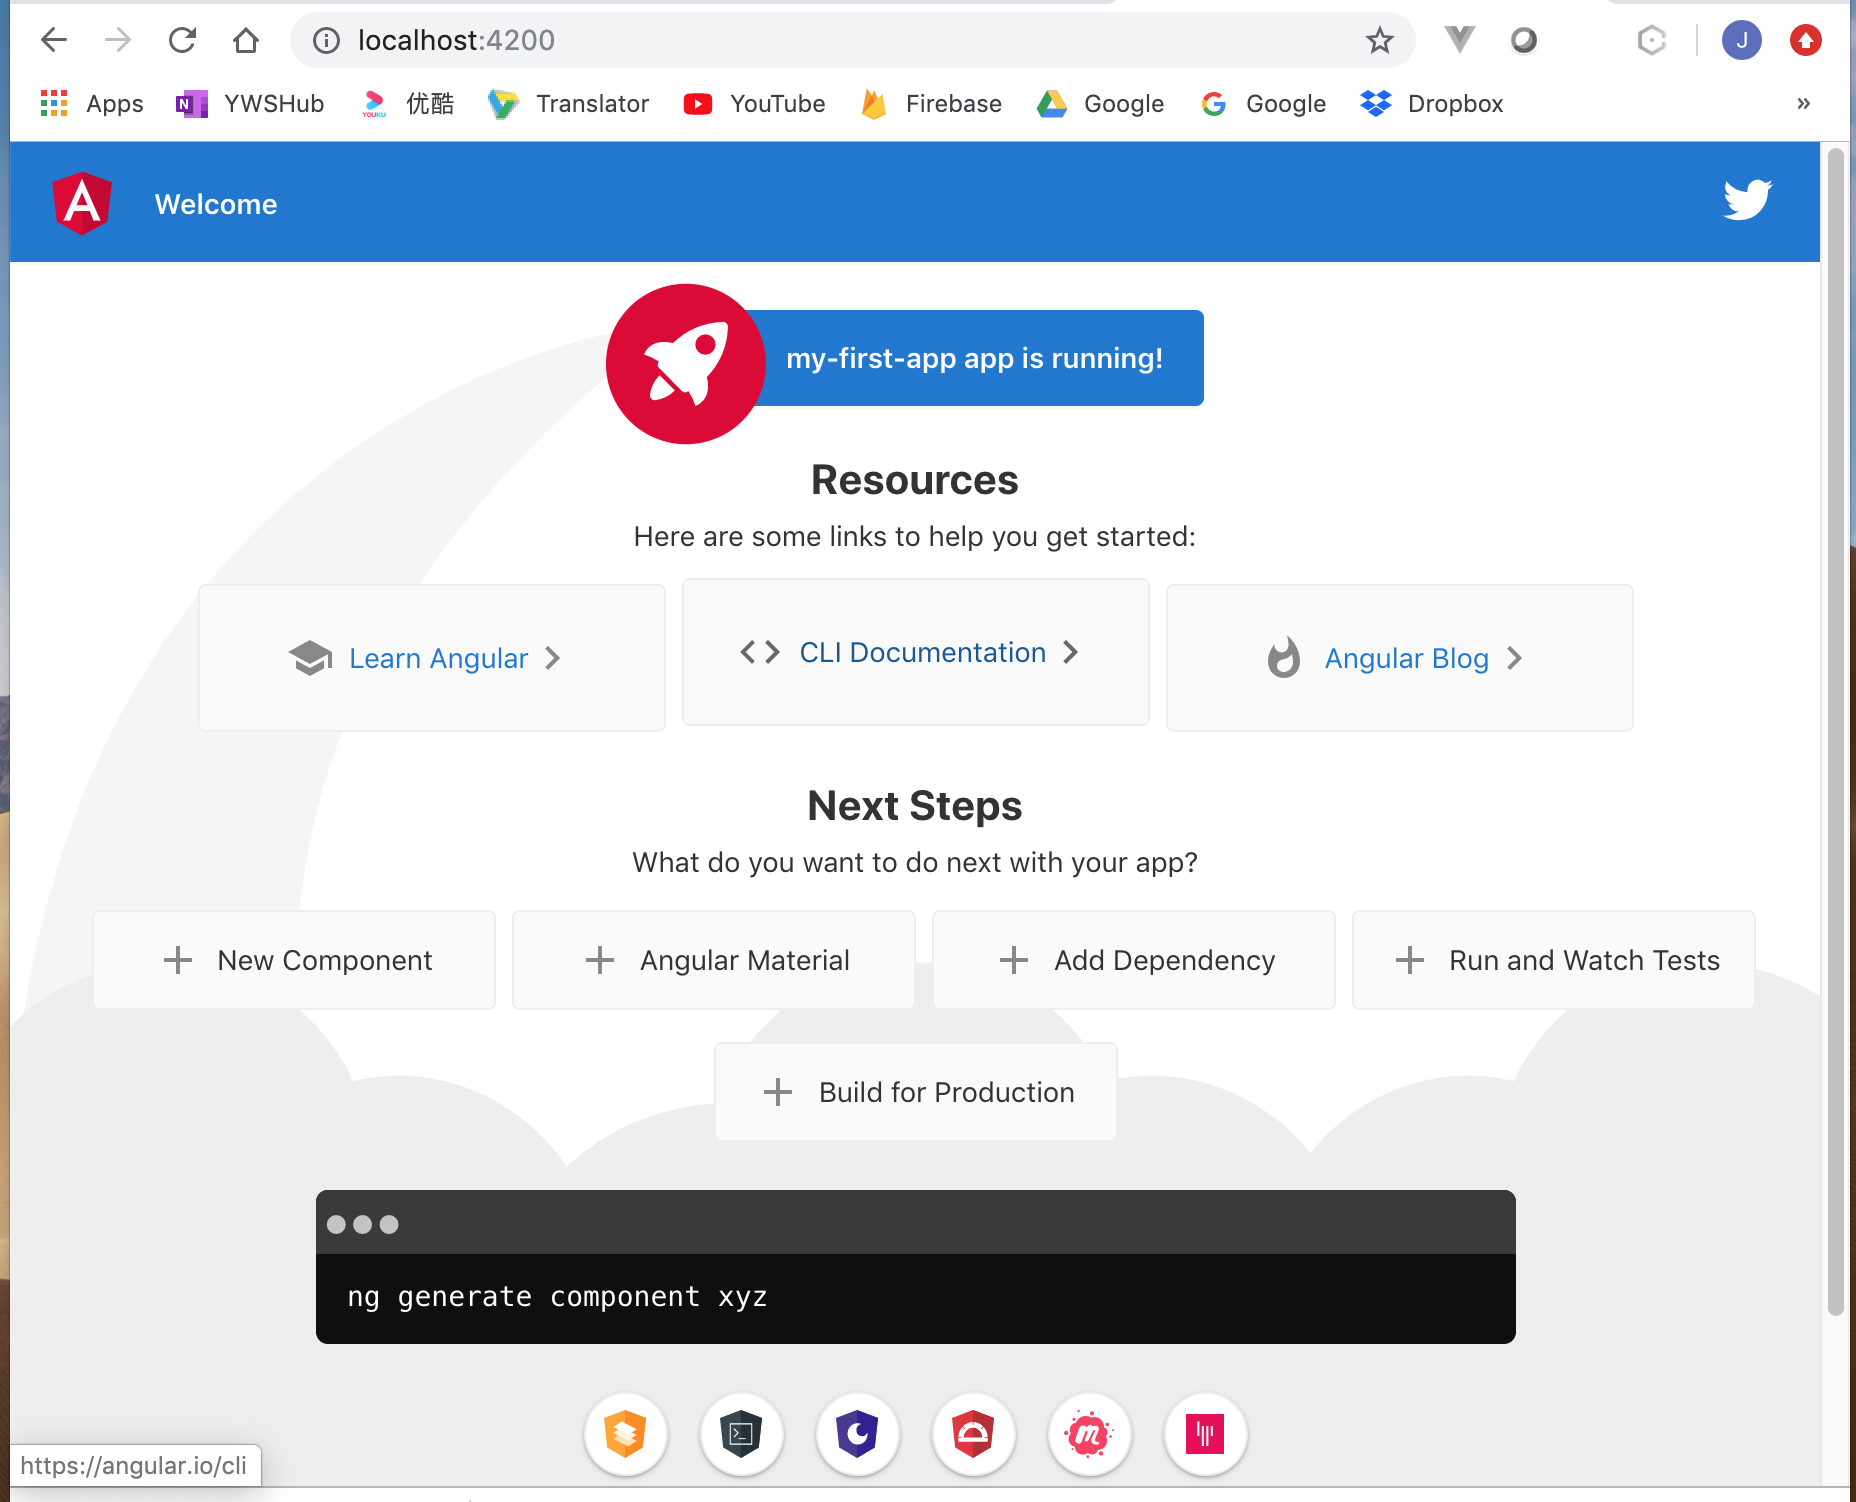 localhost:4200
J
Apps YWSHub 优酷 Translator YouTube Firebase Google Google Dropbox »
Welcome
my-first-app app is running!
Resources
Here are some links to help you get started:
Learn Angular
CLI Documentation
Angular Blog
Next Steps
What do you want to do next with your app?
New Component
Angular Material
Add Dependency
Run and Watch Tests
Build for Production
ng generate component xyz
https://angular.io/cli